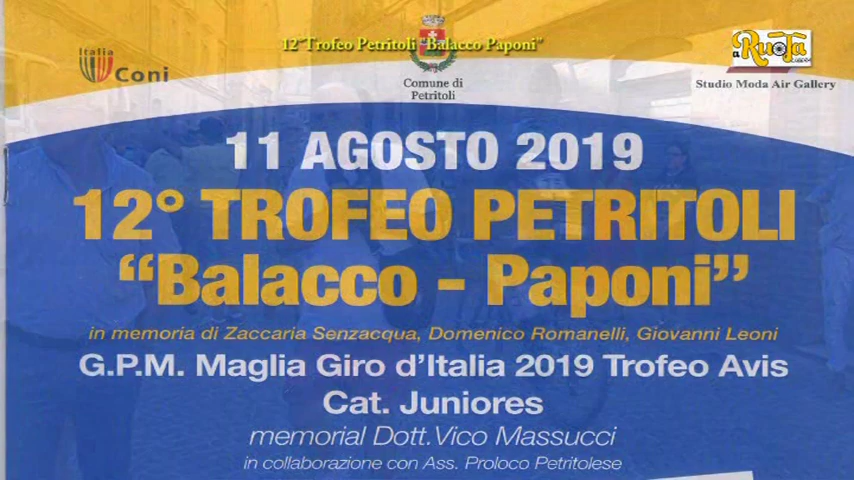 12°Trofeo Petritoli "Balacco Paponi"
Italia
Coni
Comune di
Petritoli
RuoTa
Studio Moda Air Gallery
11 AGOSTO 2019
12° TROFEO PETRITOLI
“Balacco - Paponi”
in memoria di Zaccaria Senzacqua, Domenico Romanelli, Giovanni Leoni
G.P.M. Maglia Giro d’Italia 2019 Trofeo Avis
Cat. Juniores
memorial Dott.Vico Massucci
in collaborazione con Ass. Proloco Petritolese